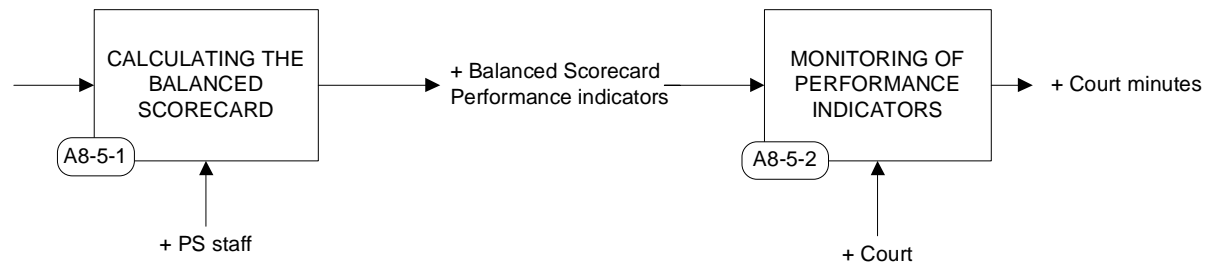 CALCULATING THE
BALANCED
SCORECARD
A8-5-1
+ PS staff
+ Balanced Scorecard
Performance indicators
MONITORING OF
PERFORMANCE
INDICATORS
A8-5-2
+ Court
+ Court minutes